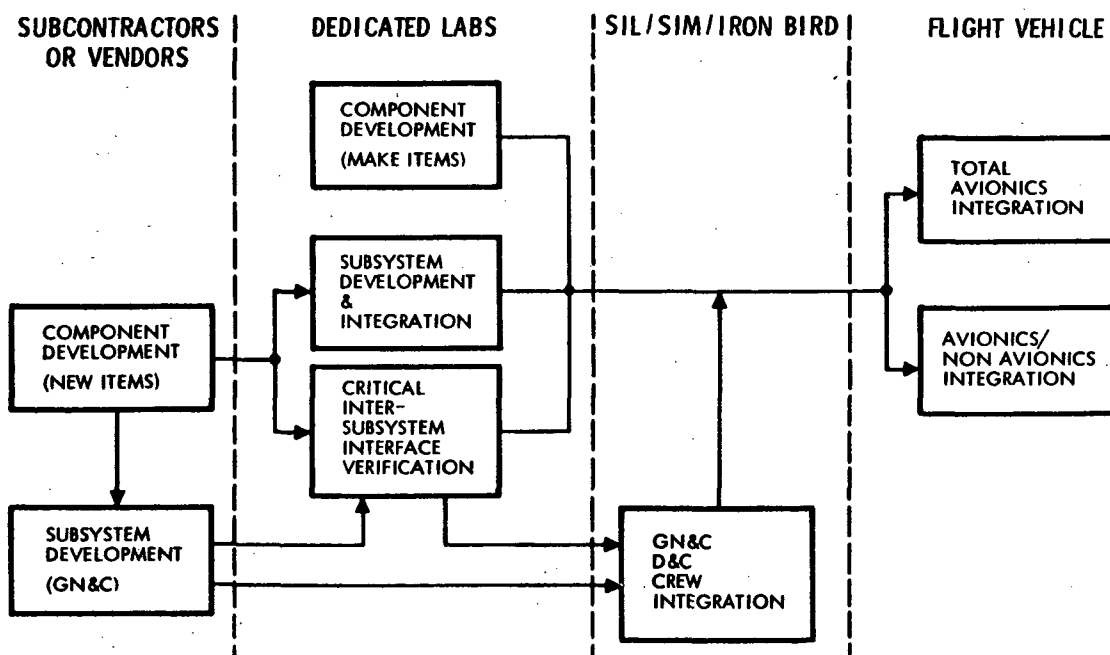 SUBCONTRACTORS
OR VENDORS
DEDICATED LABS
SIL/SIM/IRON BIRD
FLIGHT VEHICLE
COMPONENT
DEVELOPMENT
(MAKE ITEMS)
TOTAL
AVIONICS
INTEGRATION
SUBSYSTEM
DEVELOPMENT
&
INTEGRATION
COMPONENT
DEVELOPMENT
(NEW ITEMS)
AVIONICS/
NON AVIONICS
INTEGRATION
CRITICAL
INTER-
SUBSYSTEM
INTERFACE
VERIFICATION
SUBSYSTEM
DEVELOPMENT
(GN&C)
GN&C
D&C
CREW
INTEGRATION